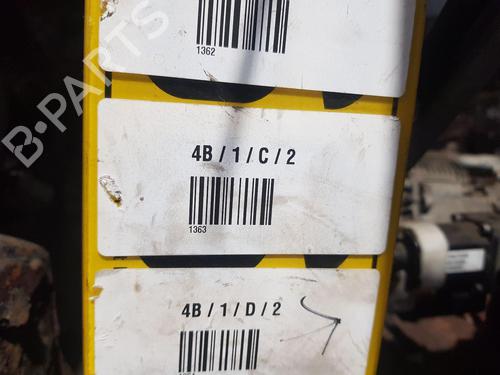 1362
B-PARTS
4B / 1 / C / 2
1363
4B / 1 / D / 2